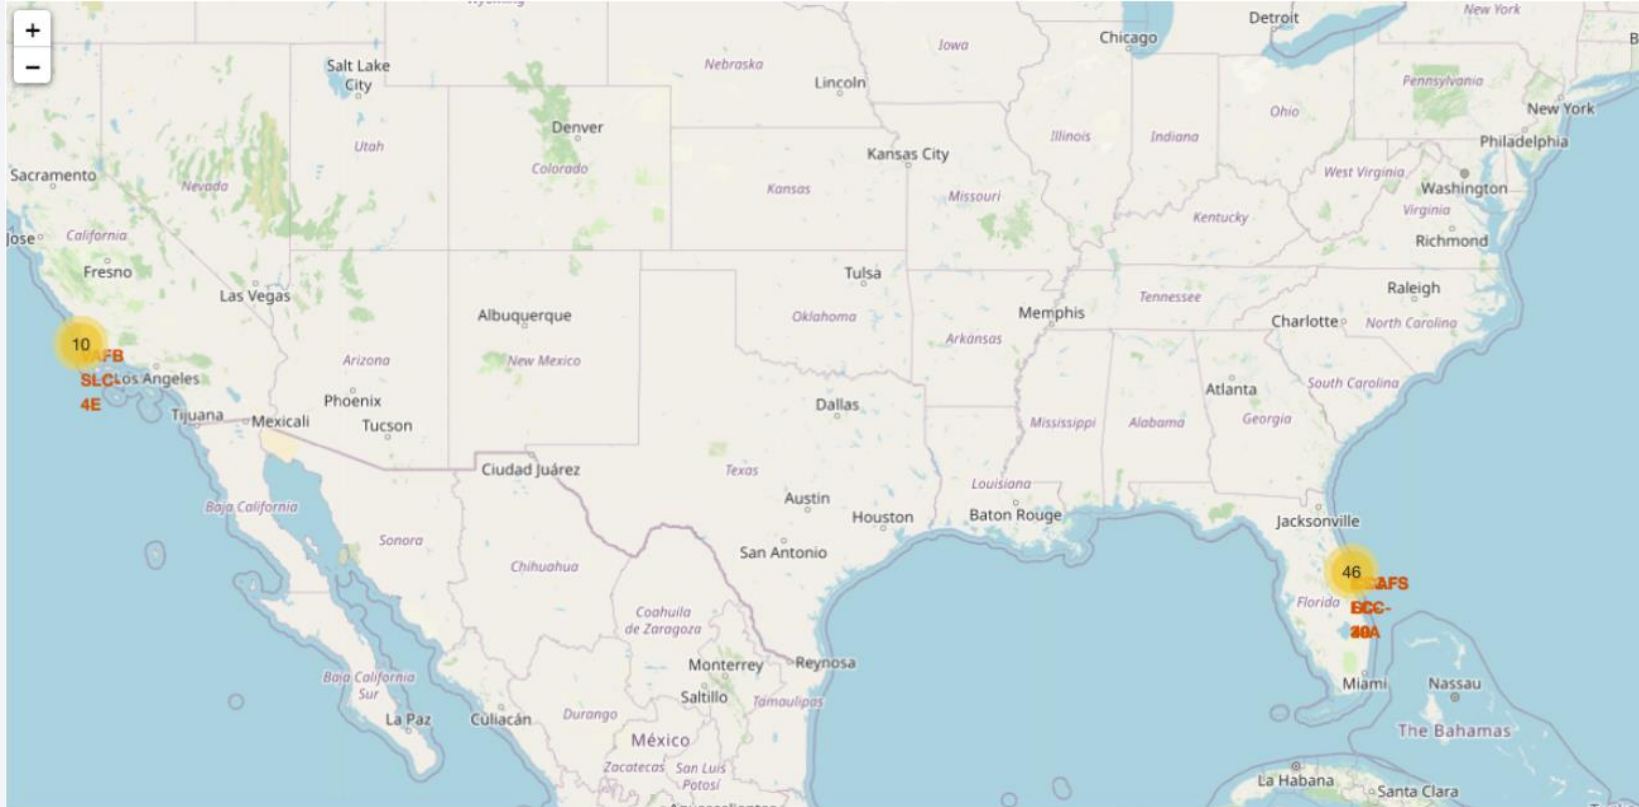 +
−
Detroit
New York
Chicago
Iowa
Salt Lake
City
Nebraska
Lincoln
Pennsylvania
New York
Denver
Ohio
Utah
Illinois
Indiana
Philadelphia
Kansas City
Colorado
Sacramento
Nevada
Kansas
Missouri
West Virginia
Washington
Virginia
Kentucky
Jose
California
Richmond
Fresno
Tulsa
Las Vegas
Raleigh
Tennessee
Albuquerque
Oklahoma
Memphis
Charlotte
North Carolina
10
VAFB
SLC-
4E
Arizona
New Mexico
Arkansas
Los Angeles
South Carolina
Atlanta
Phoenix
Dallas
Tijuana
Mexicali
Tucson
Mississippi
Alabama
Georgia
Ciudad Juárez
Texas
Louisiana
Austin
Baja California
Houston
Baton Rouge
Jacksonville
Sonora
San Antonio
Chihuahua
46
Florida
Coahuila
de Zaragoza
Monterrey
Reynosa
Baja California
Sur
Miami
Nassau
Saltillo
Tamaulipas
La Paz
Culiacán
Durango
The Bahamas
México
Zacatecas
San Luis
Potosí
La Habana
Santa Clara